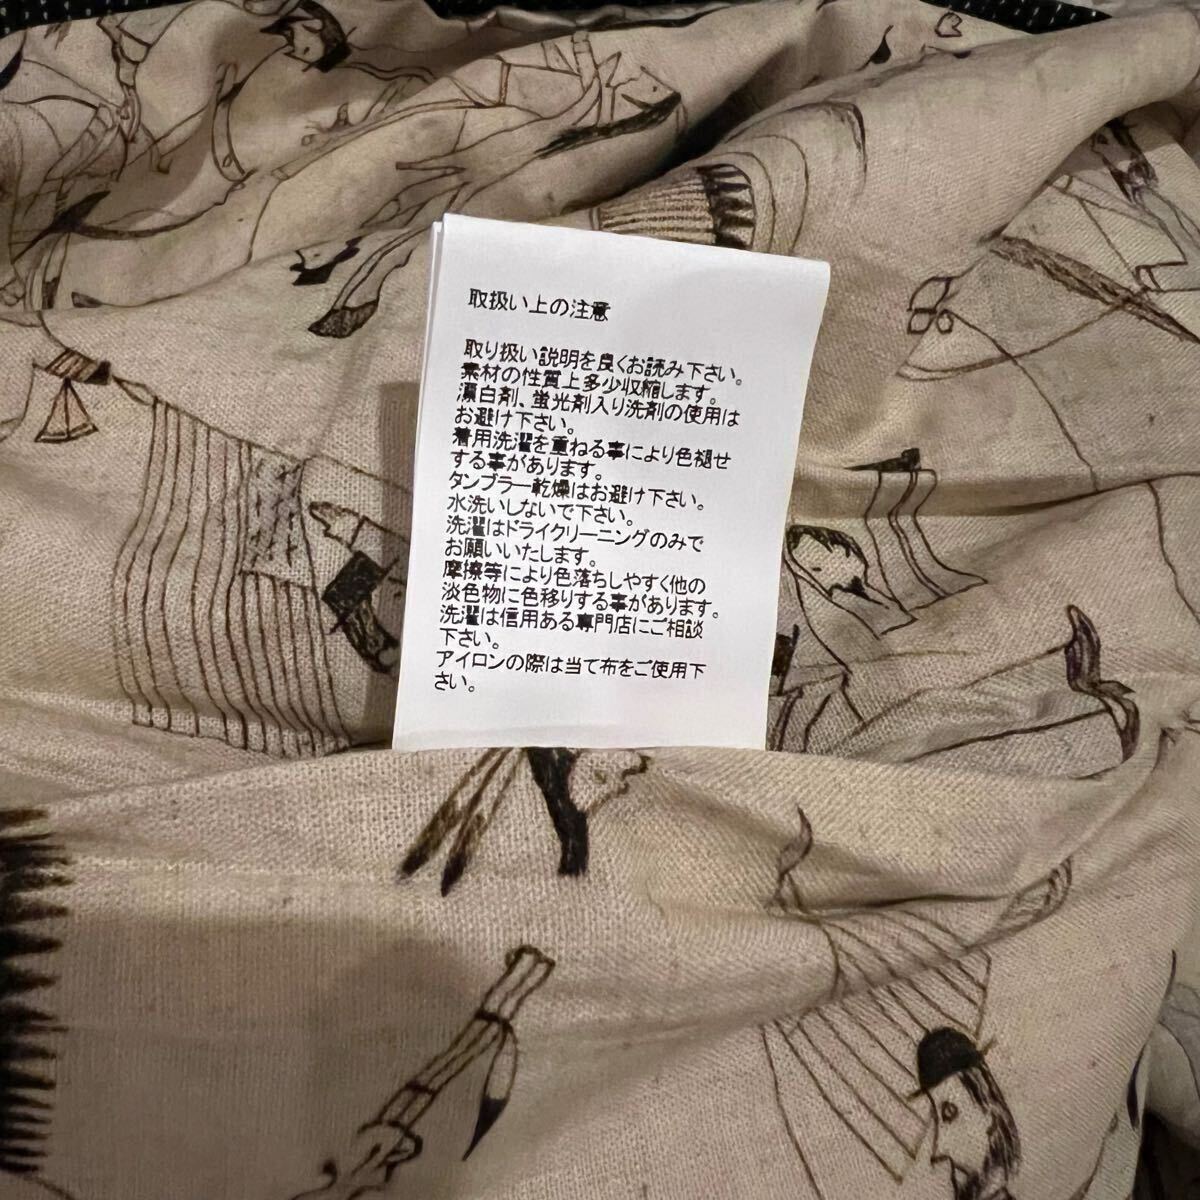 取扱い上の注意
取り扱い説明を良くお読み下さい。
素材の性質上多少収縮します。
漂白剤、蛍光剤入り洗剤の使用は
お避け下さい。
着用洗濯を重ねる事により色褪せ
する事があります。
タンブラー乾燥はお避け下さい。
水洗いしないで下さい。
洗濯はドライクリーニングのみで
お願いいたします。
摩擦等により色落ちしやすく他の
淡色物に色移りする事があります。
洗濯は信用ある専門店にご相談
下さい。
アイロンの際は当て布をご使用下
さい。